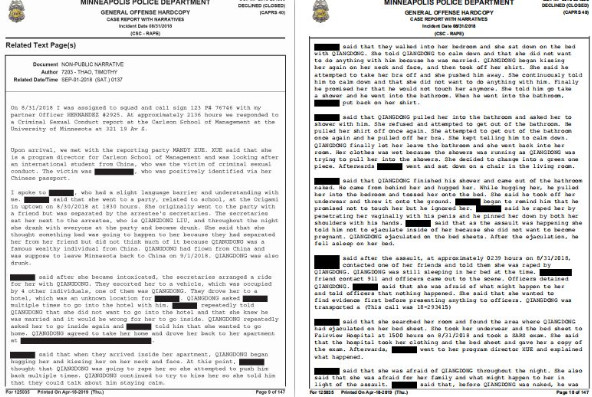 MINNEAPOLIS POLICE DEPARTMENT
DECLINED (CLOSED)
(CAPRS 40)
GENERAL OFFENSE HARDCOPY
CASE REPORT WITH NARRATIVES
Incident Date 08/31/2018
(CSC - RAPE)
Related Text Page(s)
Document NON-PUBLIC NARRATIVE
Author 7235 - THAO, TIMOTHY
Related Date/Time SEP-01-2018 (SAT.) 0137
On 8/31/2018 I was assigned to squad and call sign 123 P# 7674# with my
partner Officer HERNANDEZ. At approximately 2136 hours we responded to
a Criminal Sexual Conduct report at the Carlson School of Management at the
University of Minnesota at 321 19 Av S.
Upon arrival, we met with the reporting party MANDY XUE. XUE said that she
is a program director for Carlson School of Management and was looking after
an international student from China, who was the victim of criminal sexual
conduct. The victim was who was positively identified via her
Chinese passport.
I spoke to who had a slight language barrier and understanding with
me. said that she went to a party, related to school, at the Origami
in Uptown on 8/30/2018 at 1830 hours. She originally went to the party with
a friend but was separated by the arrestee's secretaries. The secretaries
sat her next to the arrestee, who is QIANGDONG LIU, and throughout the night
she drank with everyone at the party and become drunk. She said that she
thought something bad was going to happen to her because they had separated
her from her friend but did not think much of it because QIANGDONG was a
famous wealthy individual from China. QIANGDONG had flown from China and
was suppose to leave Minnesota back to China on 9/1/2018. QIANGDONG was also
drunk.
said after she became intoxicated, the secretaries arranged a ride
for her with QIANGDONG. They escorted her to a vehicle, which was occupied
by 4 other individuals, one of them was QIANGDONG. They drove her to a
hotel, which was an unknown location for QIANGDONG asked
multiple times to go into the hotel with him. repeatedly told
QIANGDONG that she did not want to go into the hotel and that she knew he
was married and it would be wrong for her to go inside. QIANGDONG repeatedly
asked her to go inside again and told him that she wanted to go
home. QIANGDONG agreed to take her home and drove her back to her apartment
at
said that when they arrived inside her apartment, QIANGDONG began
hugging her and kissing her on her neck and face. At this point,
thought that QIANGDONG was going to rape her so she attempted to push him
back multiple times. QIANGDONG continued to try to kiss her so she told him
that they could talk about him staying calm.
For 125035 Printed On Apr-18-2019 (Thu.) Page 9 of 147
MINNEAPOLIS POLICE DEPARTMENT
DECLINED (CLOSED)
(CAPRS 40)
GENERAL OFFENSE HARDCOPY
CASE REPORT WITH NARRATIVES
Incident Date 08/31/2018
(CSC - RAPE)
said that they walked into her bedroom and she sat down on the bed
with QIANGDONG. She told QIANGDONG to calm down and that she did not want
to do anything with him because he was married. QIANGDONG began kissing
her again on her neck and face, and then took off her shirt. She said he
attempted to take her bra off and she pushed him away. She continuously told
him to calm down and that she did not want to do anything with him. Finally
he promised that he would not touch her anymore. She told him to go take
a shower and he went into the bathroom. When he went into the bathroom,
put back on her shirt.
said that QIANGDONG pulled her into the bathroom and asked her to
shower with him. She refused and attempted to get out of the bathroom. He
pulled her shirt off once again. She attempted to get out of the bathroom
once again and he pulled off her bra. She kept telling him to calm down.
QIANGDONG finally let her leave the bathroom and she went back into her
room. Her clothes was wet because the showers was running as QIANGDONG was
trying to pull her into the showers. She decided to change into a green one
piece. Afterwards went and sat down on a chair in the living room.
said that QIANGDONG finished his shower and came out of the bathroom
naked. He came from behind her and hugged her. While hugging her, he pulled
her into the bedroom and tossed her onto the bed. She said he took off her
underwear and threw it onto the ground. began to remind him that he
promised not to touch her but he ignored her. said he raped her by
penetrating her vaginally with his penis and he pinned her down by both her
shoulders with his hands. said that as the assault was happening she
told him not to ejaculate inside of her because she did not want to become
pregnant. QIANGDONG ejaculated on the bed sheets. After the ejaculation, he
fell asleep on her bed.
said after the assault, at approximately 0239 hours on 8/31/2018,
contacted one of her friends and told them she was raped by
QIANGDONG. QIANGDONG was still sleeping in her bed at the time.
friend contact 911 and officers came out to the scene. Officers detained
QIANGDONG. said that she was afraid of what might happen to her
and told officers that nothing happened. She said that she wanted to
find evidence first before presenting anything to officers. QIANGDONG was
transported a (PSIA call was 18-293415)
said that she searched her room and found the area where QIANGDONG
had ejaculated on her bed sheet. She took her underwear and the bed sheet to
Fairview Hospital at 1500 hours on 8/31/2018 and took a SARS exam. She said
that the hospital took her clothing and the bed sheet and gave her a copy of
the exam. Afterwards, went to her program director XUE and explained
what happened.
said that she was afraid of QIANGDONG throughout the night. She also
said that she was afraid for her family and what might happen to her in
light of the assault. said that, before QIANGDONG was naked, he was
For 125035 Printed On Apr-18-2019 (Thu.) Page 10 of 147